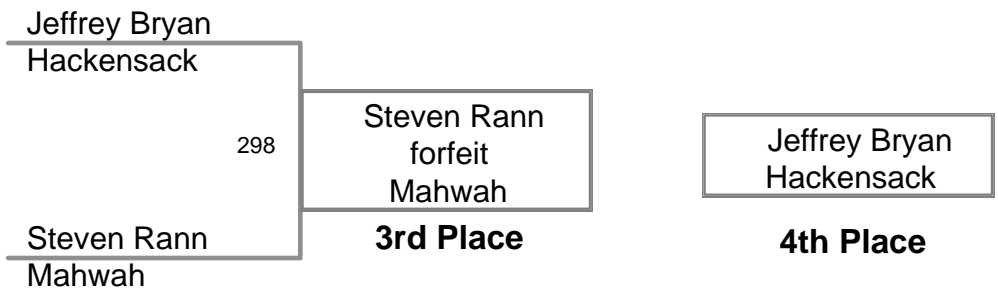 Jeffrey Bryan
Hackensack
298
Steven Rann
Mahwah
Steven Rann
forfeit
Mahwah
3rd Place
Jeffrey Bryan
Hackensack
4th Place